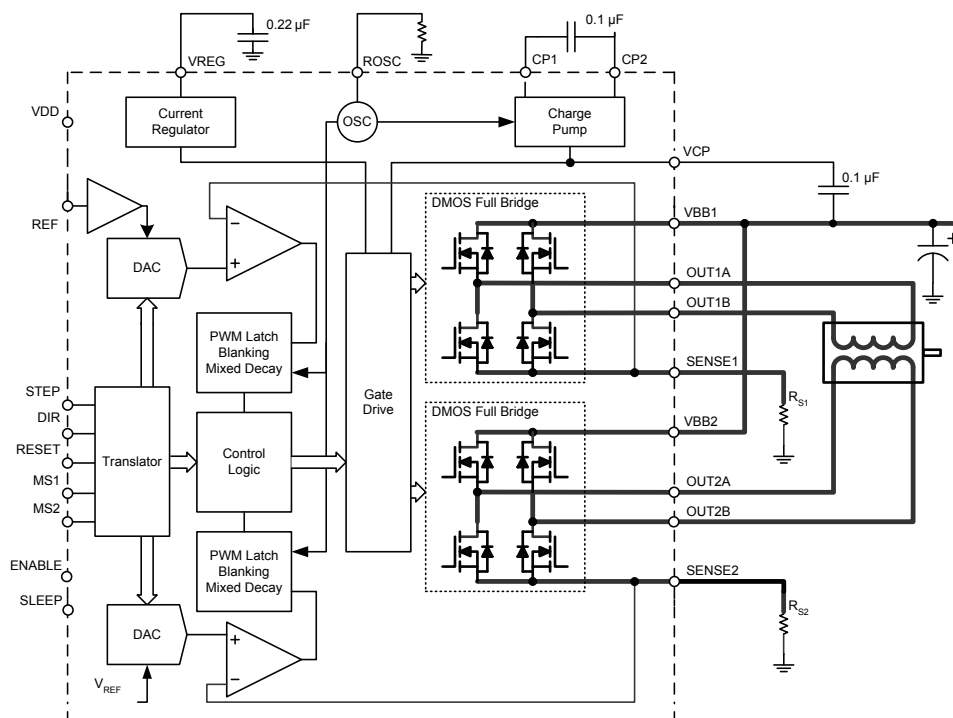 0.22 µF
0.1 µF
VREG
ROSC
CP1
CP2
VDD
Current
Regulator
OSC
Charge
Pump
VCP
0.1 µF
REF
DAC
−
+
DMOS Full Bridge
VBB1
+
OUT1A
OUT1B
PWM Latch
Blanking
Mixed Decay
SENSE1
Gate
Drive
STEP
DIR
RESET
MS1
MS2
Translator
Control
Logic
DMOS Full Bridge
RS1
VBB2
OUT2A
OUT2B
PWM Latch
Blanking
Mixed Decay
ENABLE
SLEEP
SENSE2
RS2
DAC
+
−
VREF